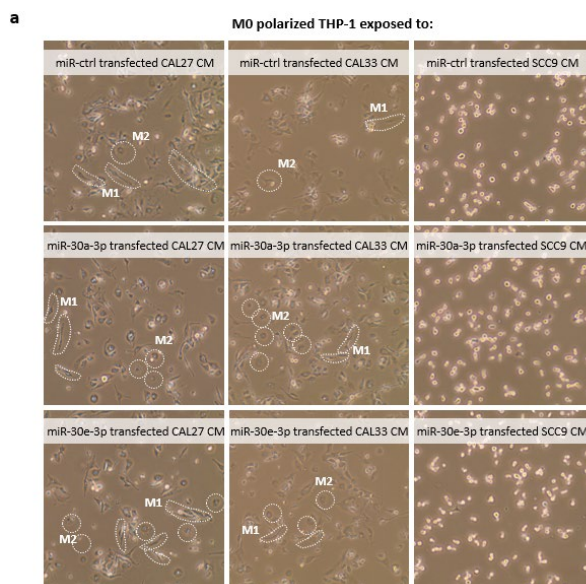 a
M0 polarized THP-1 exposed to:
miR-ctrl transfected CAL27 CM
miR-ctrl transfected CAL33 CM
miR-ctrl transfected SCC9 CM
M2
M1
M1
M2
miR-30a-3p transfected CAL27 CM
miR-30a-3p transfected CAL33 CM
miR-30a-3p transfected SCC9 CM
M1
M2
M2
M1
miR-30e-3p transfected CAL27 CM
miR-30e-3p transfected CAL33 CM
miR-30e-3p transfected SCC9 CM
M1
M2
M2
M1